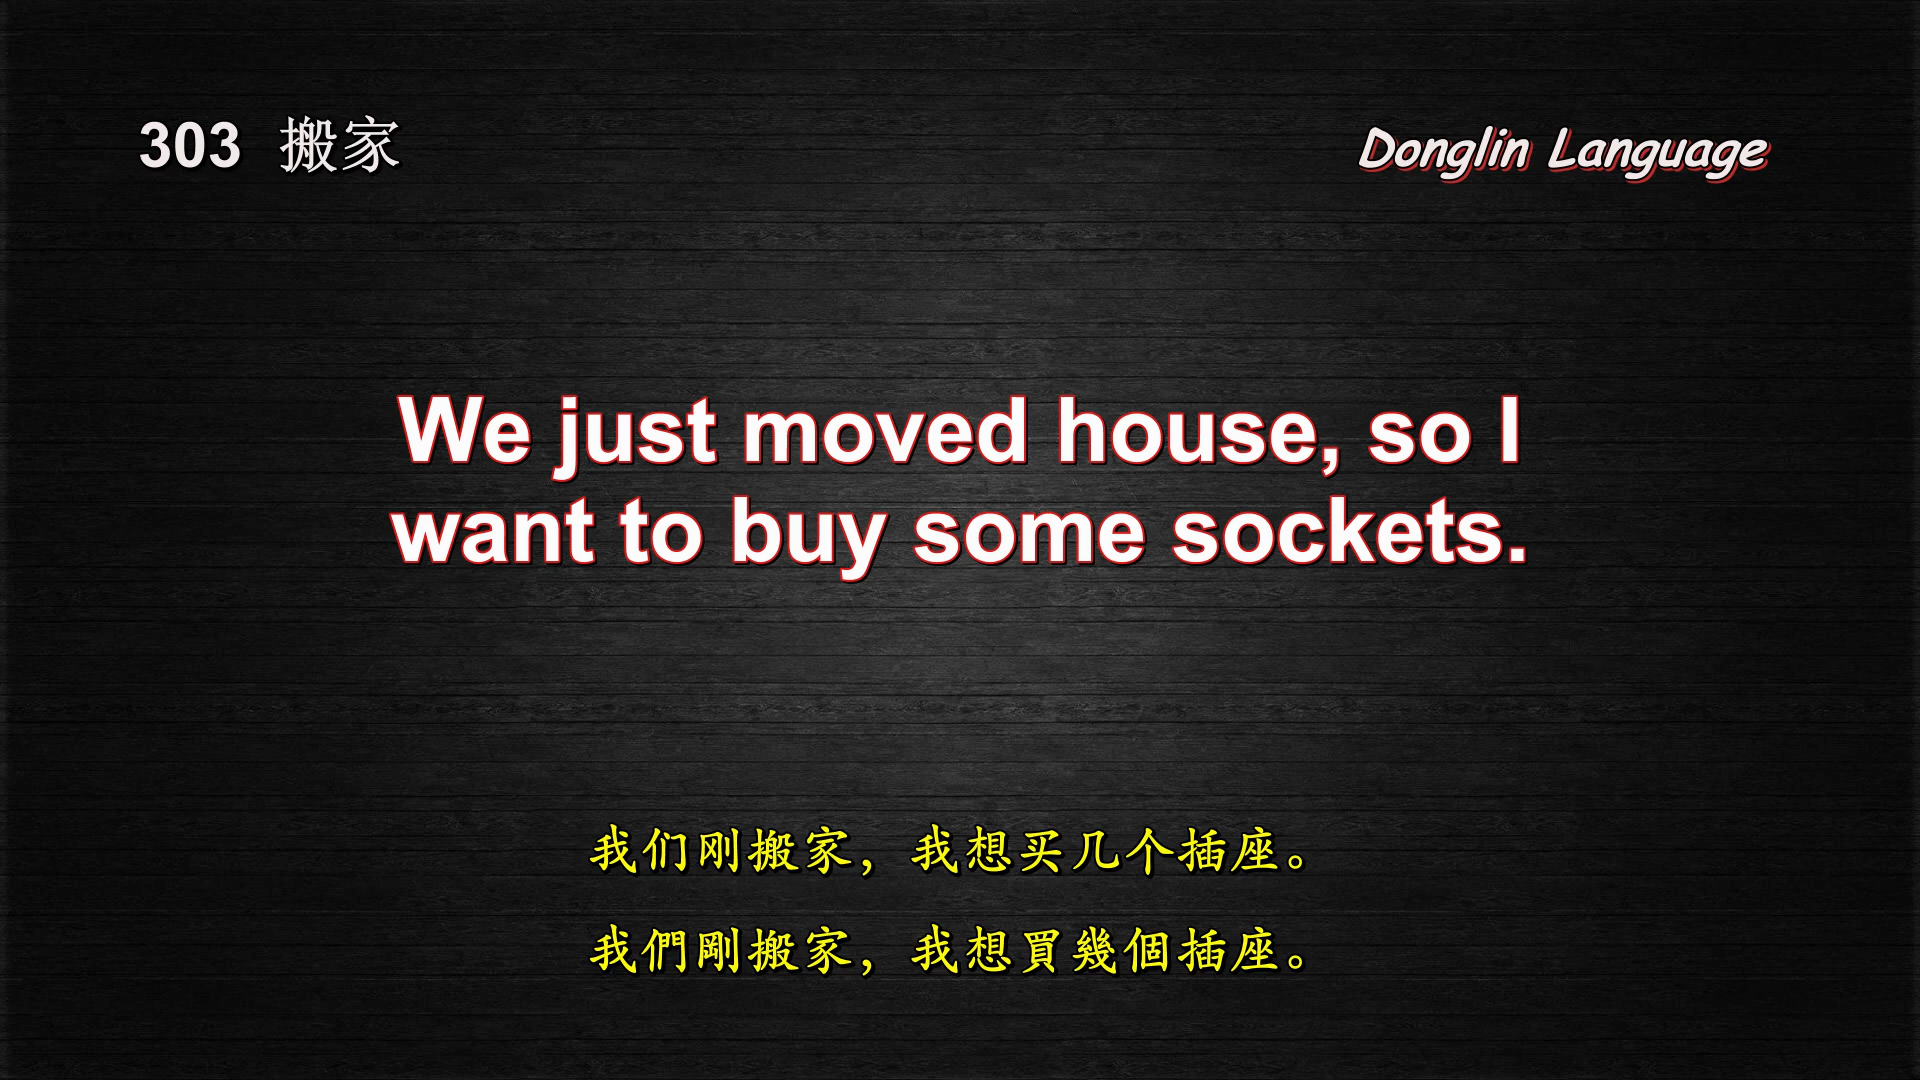 303 搬家
Donglin Language
We just moved house, so I
want to buy some sockets.
我们刚搬家，我想买几个插座。
我們剛搬家，我想買幾個插座。